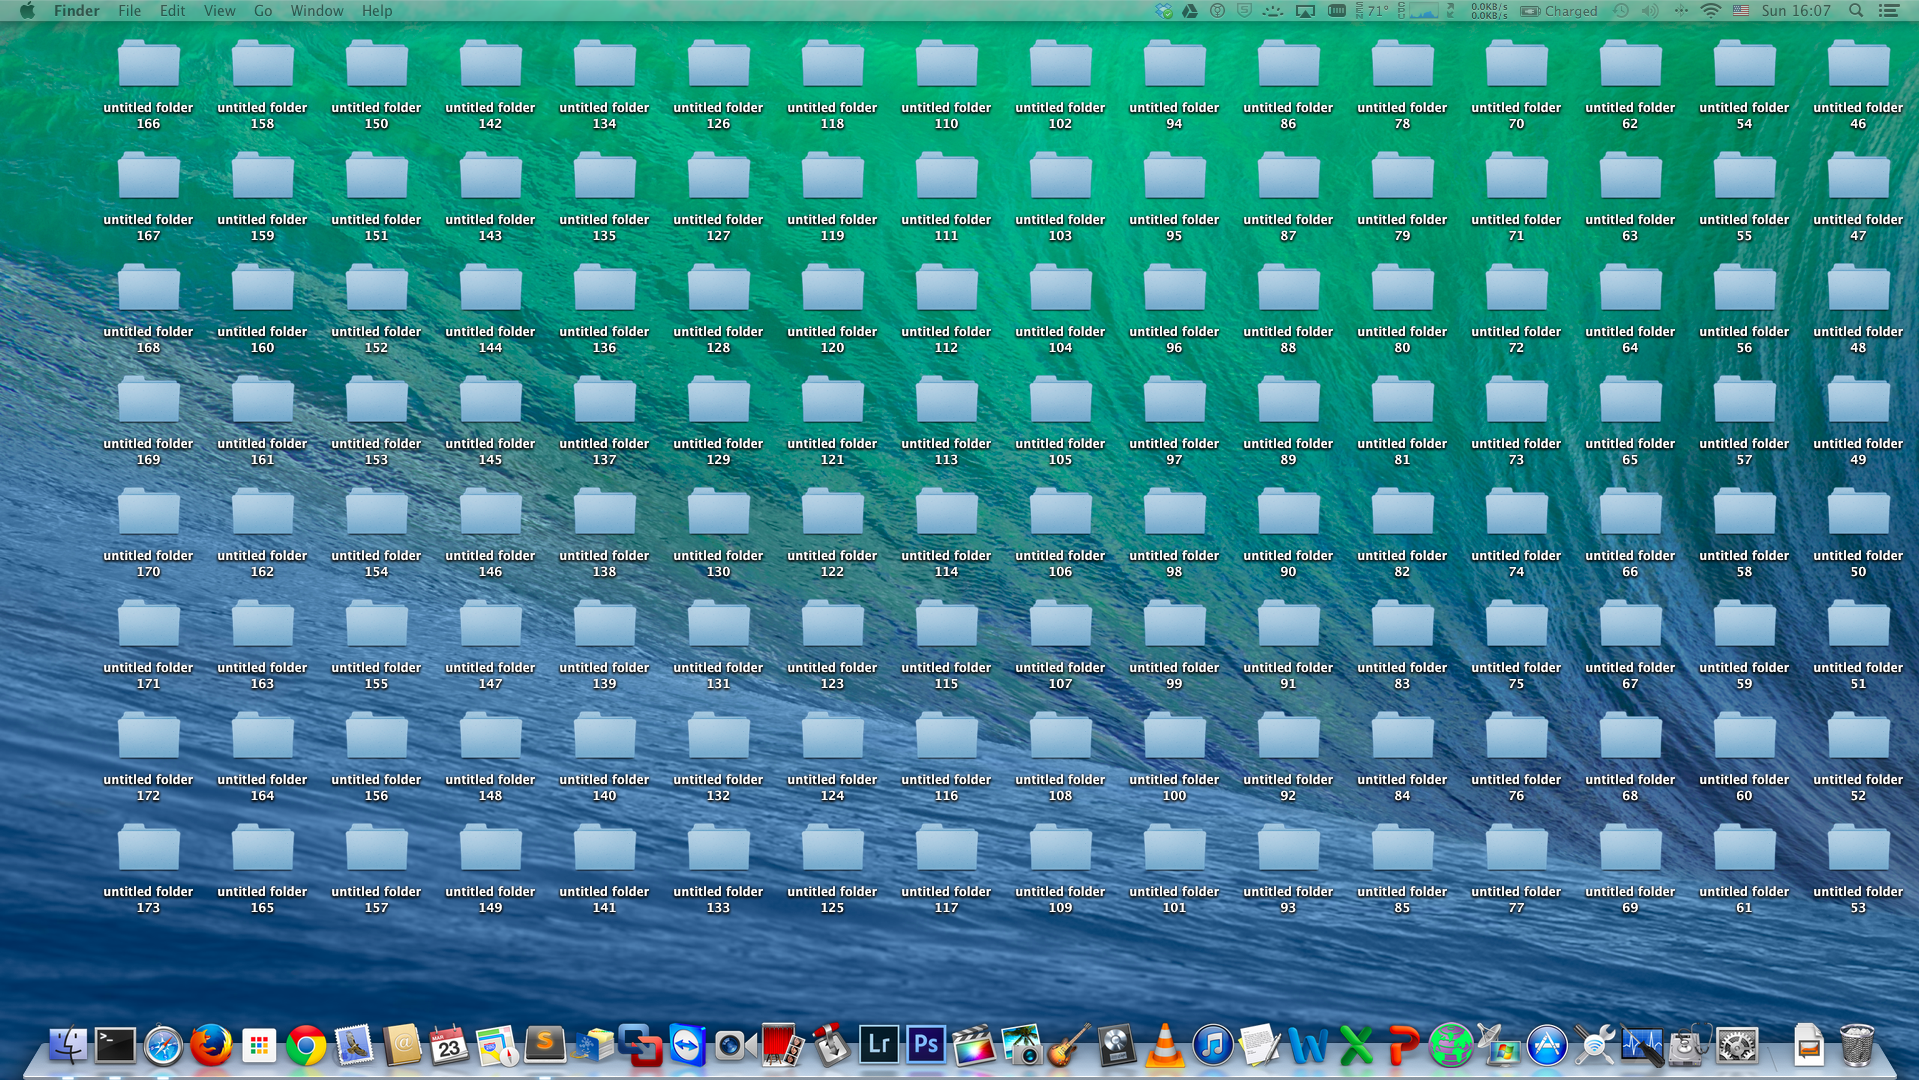 Finder File Edit View Go Window Help 71° 0.0KB/s Charged Sun 16:07
0.0KB/s
untitled folder untitled folder untitled folder untitled folder untitled folder untitled folder untitled folder untitled folder untitled folder untitled folder untitled folder untitled folder untitled folder untitled folder untitled folder untitled folder
166 158 150 142 134 126 118 110 102 94 86 78 70 62 54 46
untitled folder untitled folder untitled folder untitled folder untitled folder untitled folder untitled folder untitled folder untitled folder untitled folder untitled folder untitled folder untitled folder untitled folder untitled folder untitled folder
167 159 151 143 135 127 119 111 103 95 87 79 71 63 55 47
untitled folder untitled folder untitled folder untitled folder untitled folder untitled folder untitled folder untitled folder untitled folder untitled folder untitled folder untitled folder untitled folder untitled folder untitled folder untitled folder
168 160 152 144 136 128 120 112 104 96 88 80 72 64 56 48
untitled folder untitled folder untitled folder untitled folder untitled folder untitled folder untitled folder untitled folder untitled folder untitled folder untitled folder untitled folder untitled folder untitled folder untitled folder untitled folder
169 161 153 145 137 129 121 113 105 97 89 81 73 65 57 49
untitled folder untitled folder untitled folder untitled folder untitled folder untitled folder untitled folder untitled folder untitled folder untitled folder untitled folder untitled folder untitled folder untitled folder untitled folder untitled folder
170 162 154 146 138 130 122 114 106 98 90 82 74 66 58 50
untitled folder untitled folder untitled folder untitled folder untitled folder untitled folder untitled folder untitled folder untitled folder untitled folder untitled folder untitled folder untitled folder untitled folder untitled folder untitled folder
171 163 155 147 139 131 123 115 107 99 91 83 75 67 59 51
untitled folder untitled folder untitled folder untitled folder untitled folder untitled folder untitled folder untitled folder untitled folder untitled folder untitled folder untitled folder untitled folder untitled folder untitled folder untitled folder
172 164 156 148 140 132 124 116 108 100 92 84 76 68 60 52
untitled folder untitled folder untitled folder untitled folder untitled folder untitled folder untitled folder untitled folder untitled folder untitled folder untitled folder untitled folder untitled folder untitled folder untitled folder untitled folder
173 165 157 149 141 133 125 117 109 101 93 85 77 69 61 53
MAR
23 S Lr Ps W X P